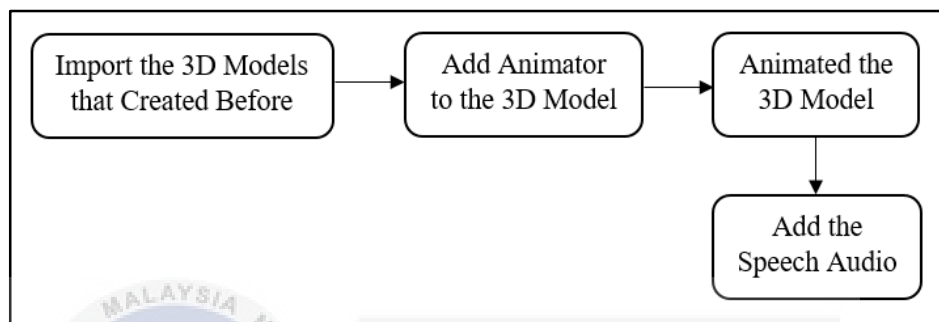 Import the 3D Models
that Created Before
Add Animator
to the 3D Model
Animated the
3D Model
Add the
Speech Audio
MALAYSIA